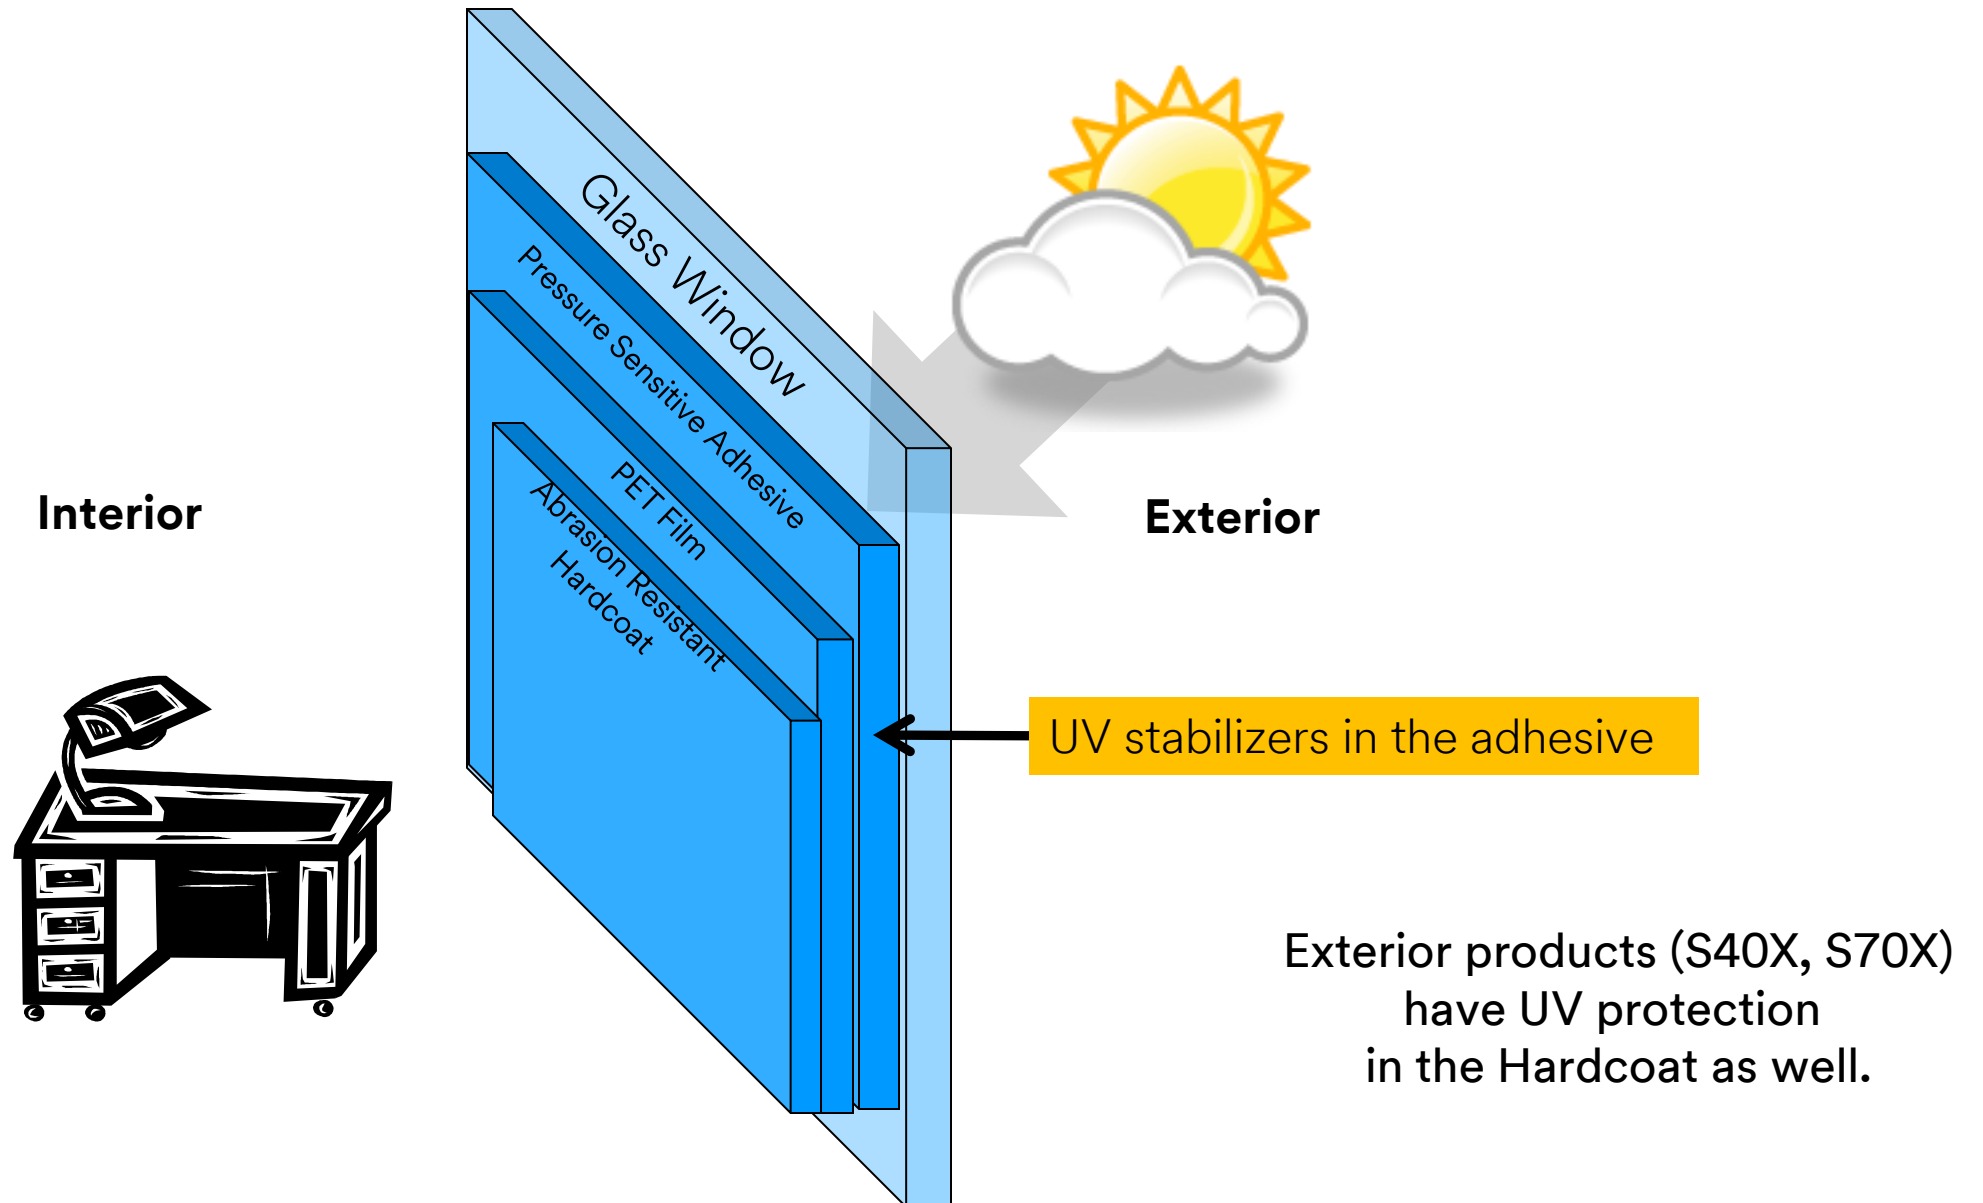 Glass Window
Pressure Sensitive Adhesive
PET Film
Abrasion Resistant
Hardcoat
Interior
Exterior
UV stabilizers in the adhesive
Exterior products (S40X, S70X)
have UV protection
in the Hardcoat as well.